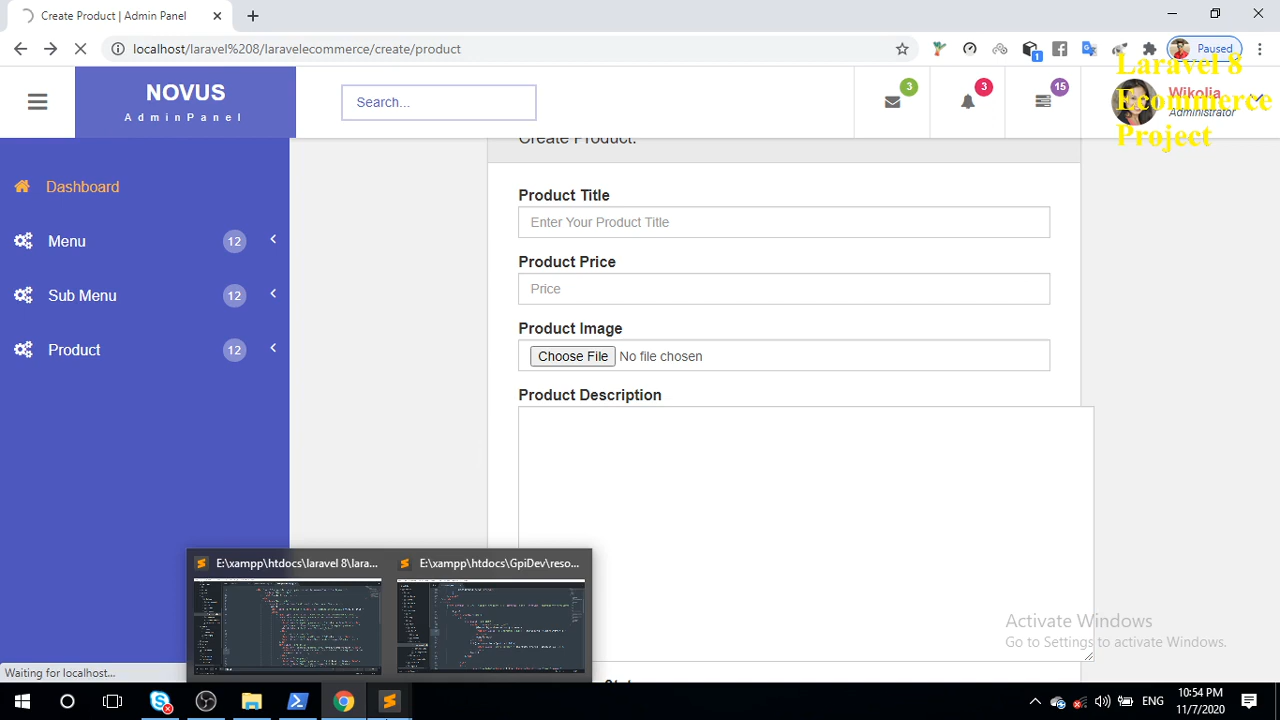 Create Product | Admin Panel
localhost/laravel%208/laravelecommerce/create/product
1
Paused
Laravel 8
Ecommerce
Project
NOVUS
AdminPanel
Search...
3
3
15
Wikolia
Administrator
Create Product.
Dashboard
Menu
12
Sub Menu
12
Product
12
Product Title
Enter Your Product Title
Product Price
Price
Product Image
Choose File No file chosen
Product Description
E:\xampp\htdocs\laravel 8\lara...
E:\xampp\htdocs\GpiDev\reso...
Activate Windows
Go to Settings to activate Windows.
Waiting for localhost...
ENG
10:54 PM
11/7/2020